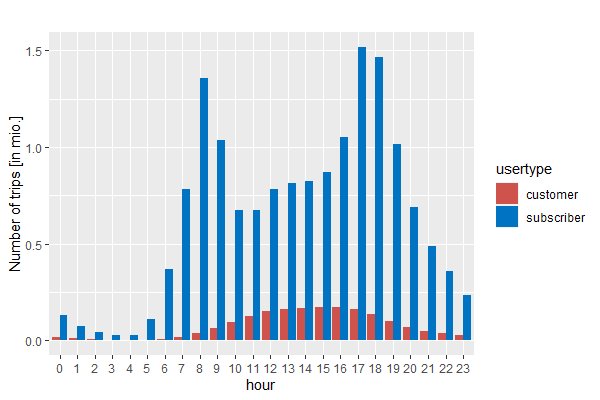 Number of trips [in mio.]
1.5
1.0
0.5
0.0
0 1 2 3 4 5 6 7 8 9 10 11 12 13 14 15 16 17 18 19 20 21 22 23
hour
usertype
customer
subscriber